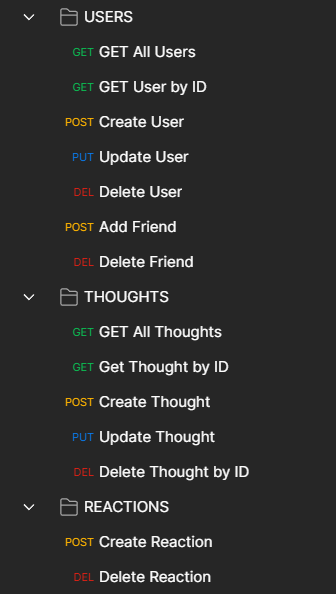 USERS
GET GET All Users
GET GET User by ID
POST Create User
PUT Update User
DEL Delete User
POST Add Friend
DEL Delete Friend
THOUGHTS
GET GET All Thoughts
GET Get Thought by ID
POST Create Thought
PUT Update Thought
DEL Delete Thought by ID
REACTIONS
POST Create Reaction
DEL Delete Reaction